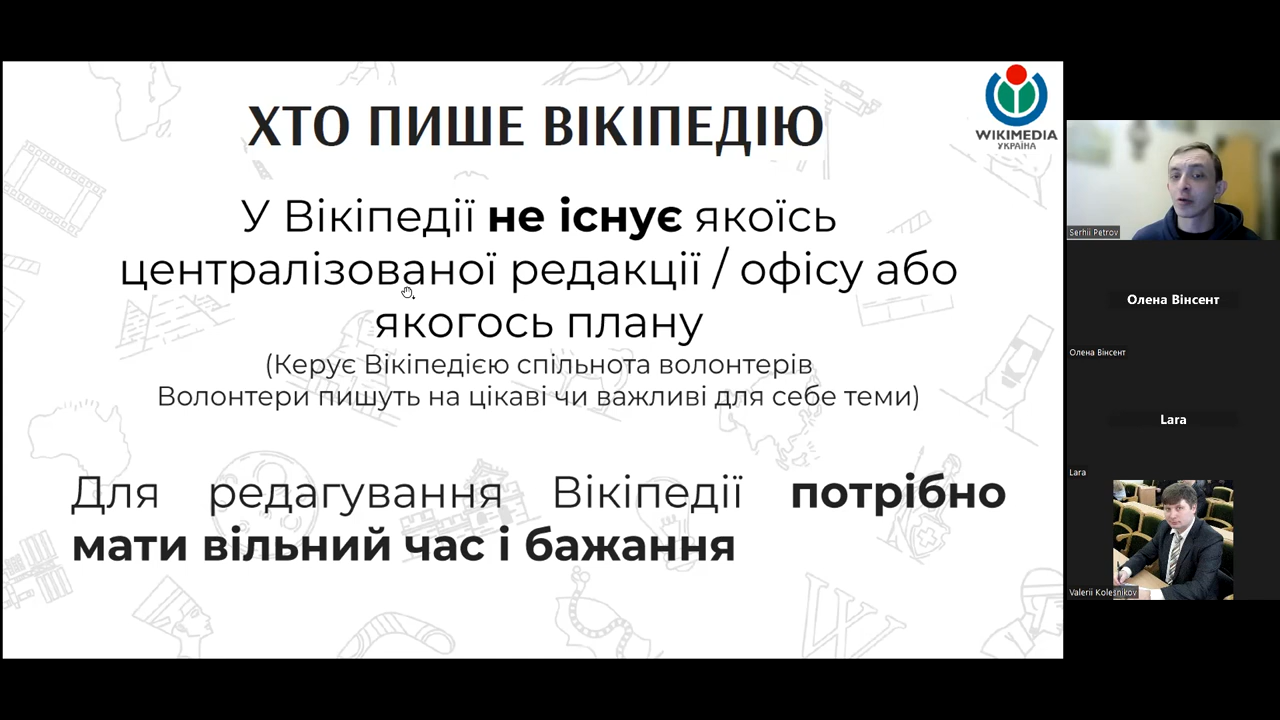 ХТО ПИШЕ ВІКІПЕДІЮ
WIKIMEDIA
УКРАЇНА
У Вікіпедії не існує якоїсь
централізованої редакції / офісу або
якогось плану
(Керує Вікіпедією спільнота волонтерів
Волонтери пишуть на цікаві чи важливі для себе теми)
Для редагування Вікіпедії потрібно
мати вільний час і бажання
Serhii Petrov
Олена Вінсент
Олена Вінсент
Lara
Lara
Valerii Kolesnikov